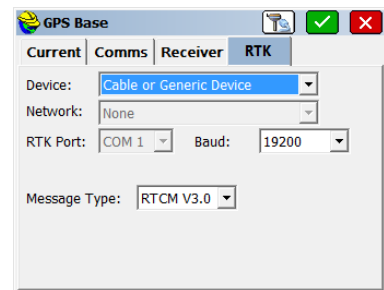 GPS Base
Current Comms Receiver RTK
Device: Cable or Generic Device
Network: None
RTK Port: COM 1 Baud: 19200
Message Type: RTCM V3.0